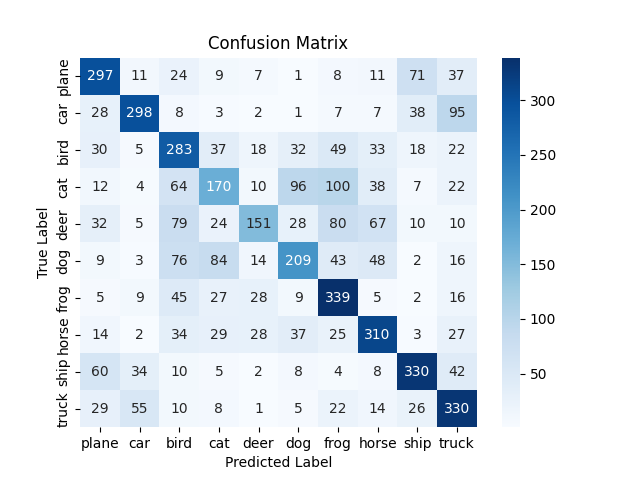 Confusion Matrix
True Label
plane 297 11 24 9 7 1 8 11 71 37
car 28 298 8 3 2 1 7 7 38 95
bird 30 5 283 37 18 32 49 33 18 22
cat 12 4 64 170 10 96 100 38 7 22
deer 32 5 79 24 151 28 80 67 10 10
dog 9 3 76 84 14 209 43 48 2 16
frog 5 9 45 27 28 9 339 5 2 16
horse 14 2 34 29 28 37 25 310 3 27
ship 60 34 10 5 2 8 4 8 330 42
truck 29 55 10 8 1 5 22 14 26 330
plane car bird cat deer dog frog horse ship truck
Predicted Label
300
250
200
150
100
50